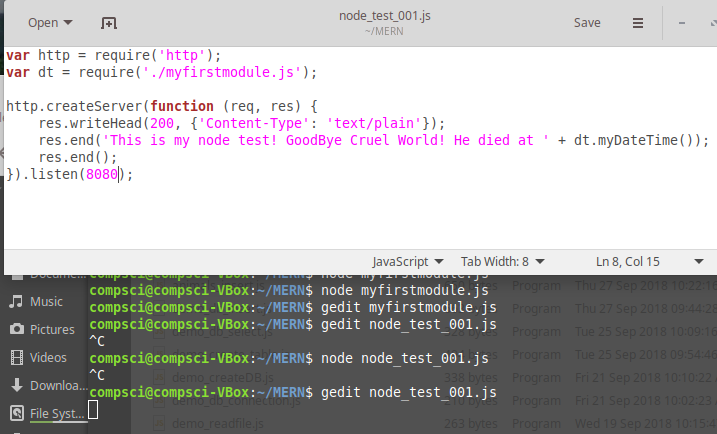 Open
node_test_001.js
~/MERN
Save
var http = require('http');
var dt = require('./myfirstmodule.js');
http.createServer(function (req, res) {
    res.writeHead(200, {'Content-Type': 'text/plain'});
    res.end('This is my node test! GoodBye Cruel World! He died at ' + dt.myDateTime());
    res.end();
}).listen(8080);
JavaScript Tab Width: 8 Ln 8, Col 15
compsci@compsci-VBox:~/MERN$ node myfirstmodule.js
compsci@compsci-VBox:~/MERN$ node myfirstmodule.js
compsci@compsci-VBox:~/MERN$ gedit myfirstmodule.js
compsci@compsci-VBox:~/MERN$ gedit node_test_001.js
^C
compsci@compsci-VBox:~/MERN$ node node_test_001.js
^C
compsci@compsci-VBox:~/MERN$ gedit node_test_001.js
Docume...
Music
Pictures
Videos
Downloa...
File Syst...
Program Thu 27 Sep 2018 10:22:16
Program Thu 27 Sep 2018 09:44:28
bytes Program Tue 25 Sep 2018 10:09:16
bytes Program Tue 25 Sep 2018 09:54:46
demo_createDB.js 338 bytes Program Fri 21 Sep 2018 10:10:22
demo_db_connection.js bytes Program Fri 21 Sep 2018 10:02:23
demo_readfile.js 263 bytes Program Wed 19 Sep 2018 10:15:4